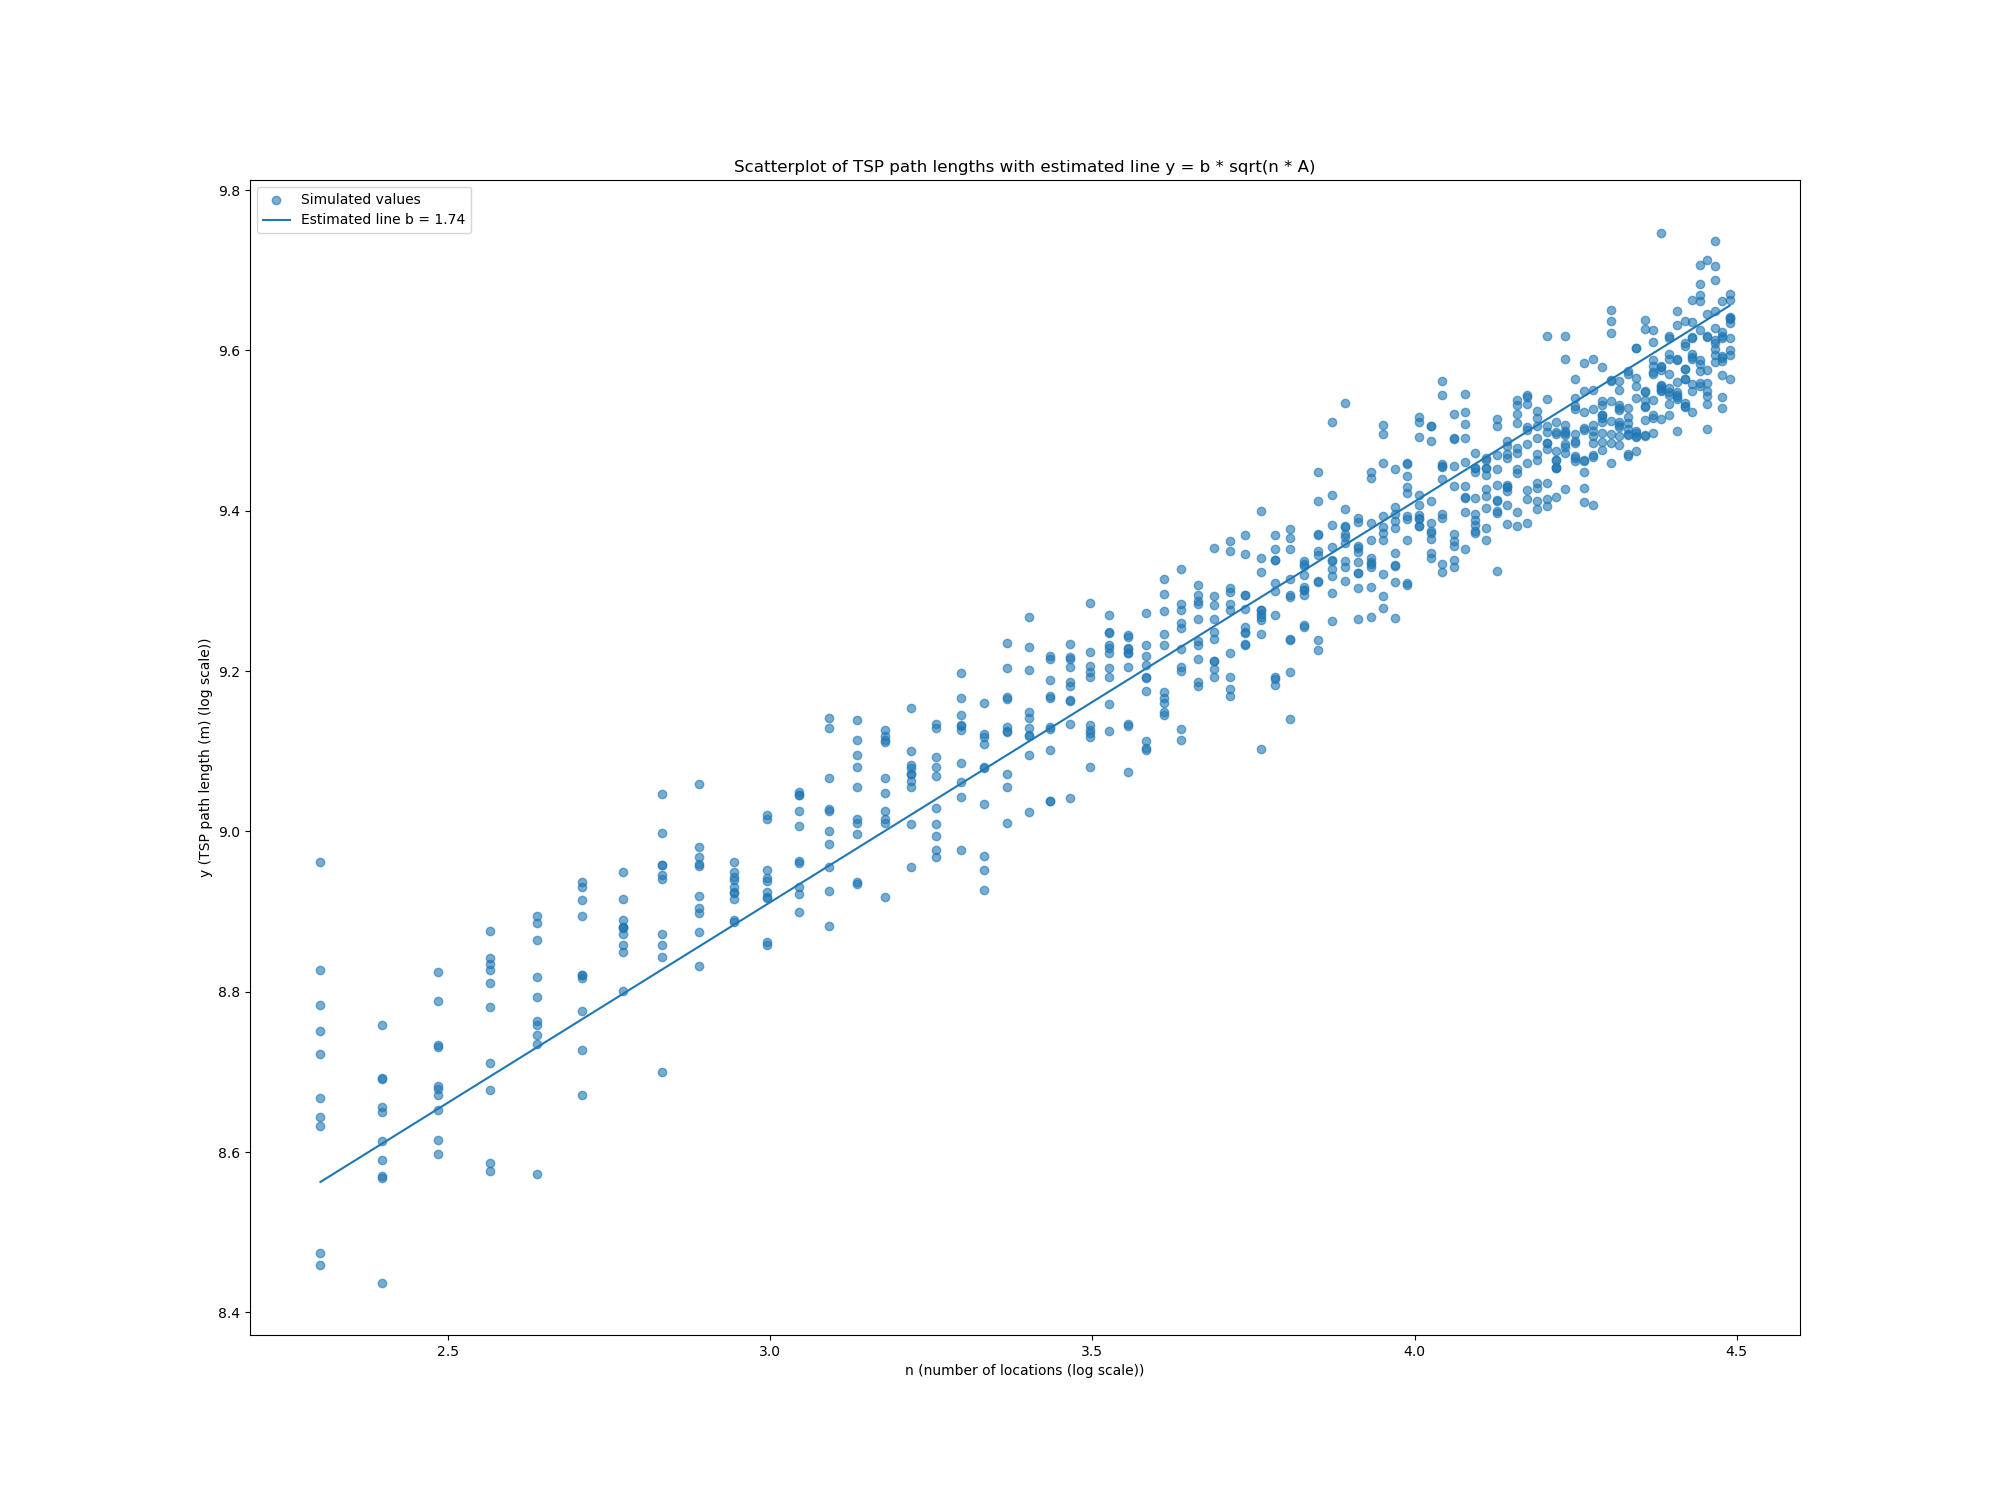 Scatterplot of TSP path lengths with estimated line y = b * sqrt(n * A)
Simulated values
Estimated line b = 1.74
y (TSP path length (m) (log scale))
9.8
9.6
9.4
9.2
9.0
8.8
8.6
8.4
2.5 3.0 3.5 4.0 4.5
n (number of locations (log scale))